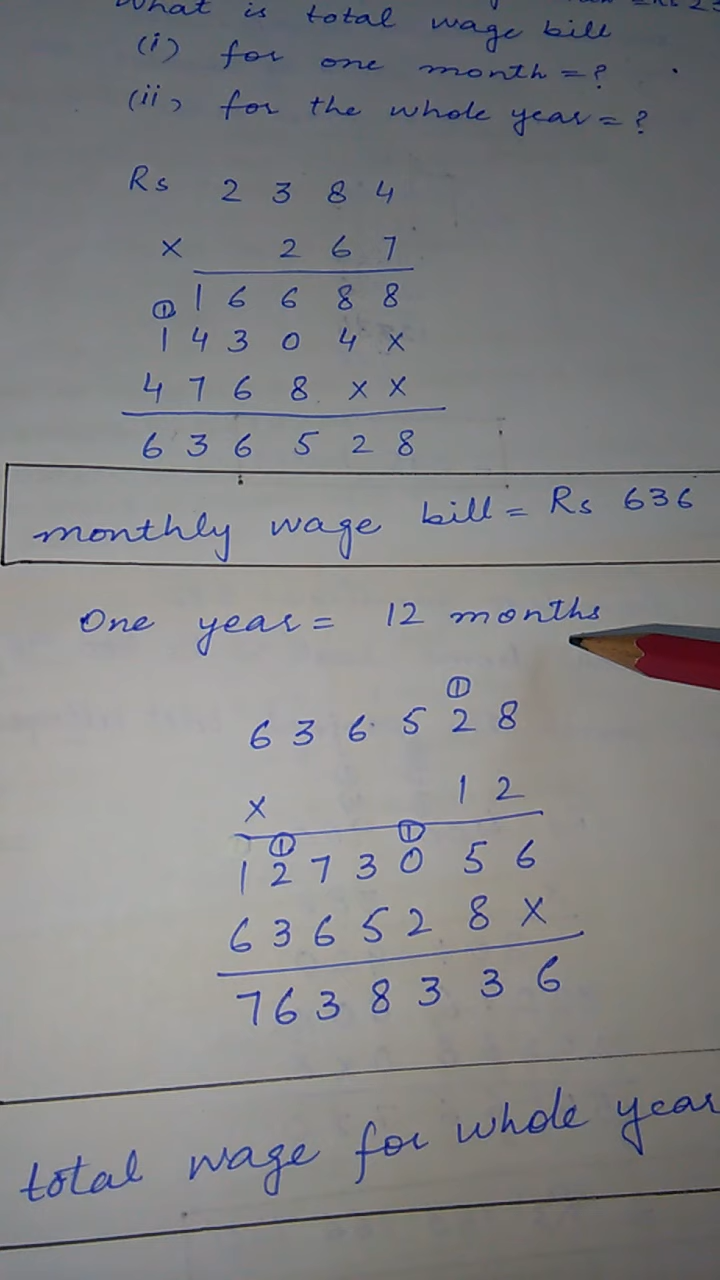 What is total wage bill
(i) for one month = ?
(ii) for the whole year = ?
Rs 2 3 8 4
× 2 6 7
① 1 6 6 8 8
1 4 3 0 4 ×
4 7 6 8 × ×
6 3 6 5 2 8
monthly wage bill = Rs 636
One year = 12 months
①
6 3 6 5 2 8
× 1 2
① ①
1 2 7 3 0 5 6
6 3 6 5 2 8 ×
7 6 3 8 3 3 6
total wage for whole year